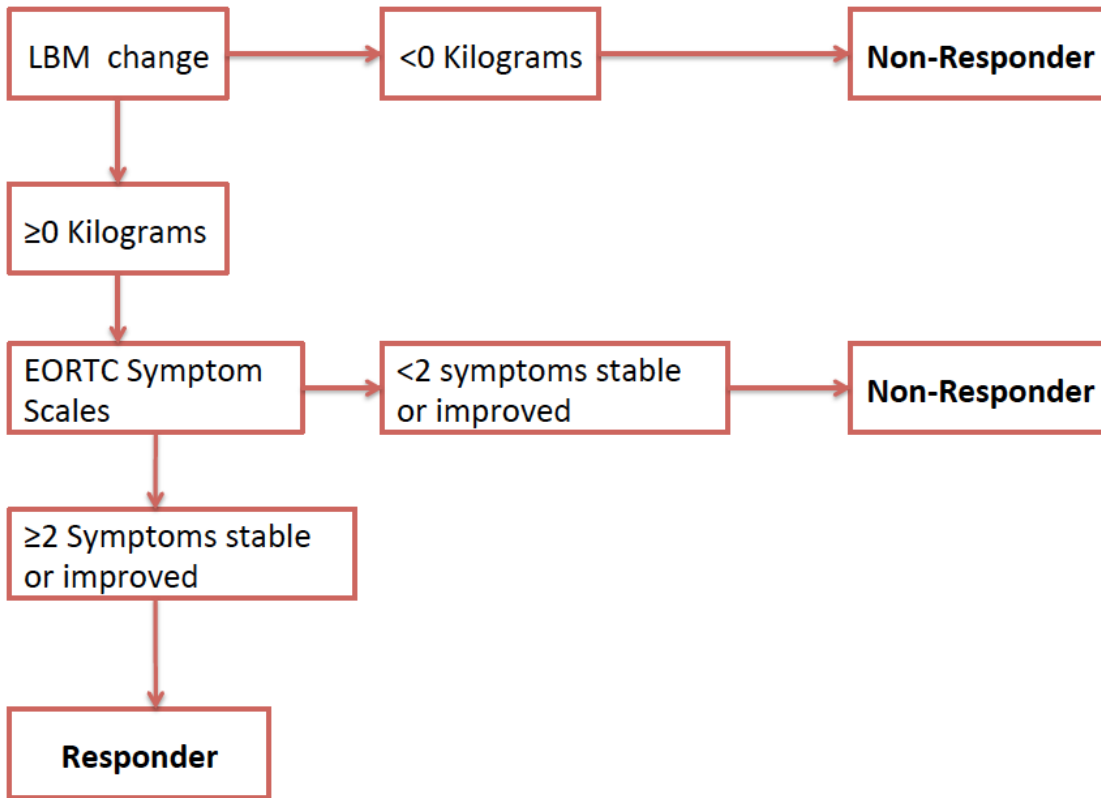 LBM change
<0 Kilograms
Non-Responder
≥0 Kilograms
EORTC Symptom
Scales
<2 symptoms stable
or improved
Non-Responder
≥2 Symptoms stable
or improved
Responder